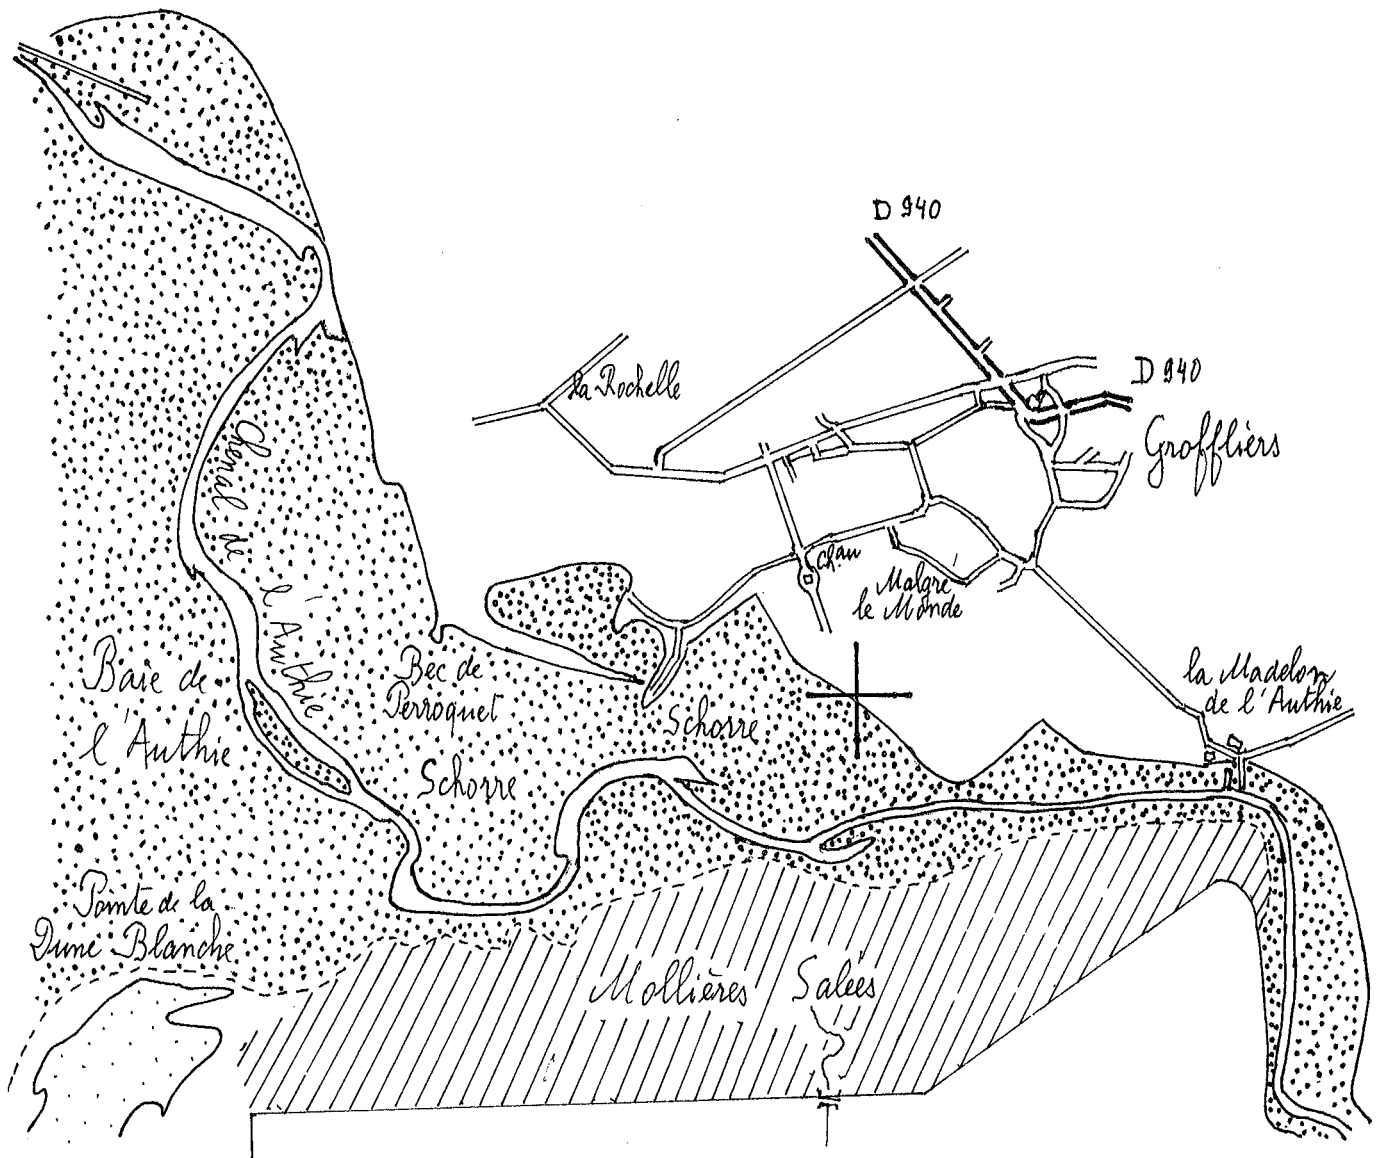 D 940
D 940
la Rochelle
Groffliers
Chenal de l'Authie
Chau
Malgré
le Monde
Baie de
l'Authie
Bec de
Perroquet
Schorre
Schorre
la Madelon
de l'Authie
Pointe de la
Dune Blanche
Mollières Salées